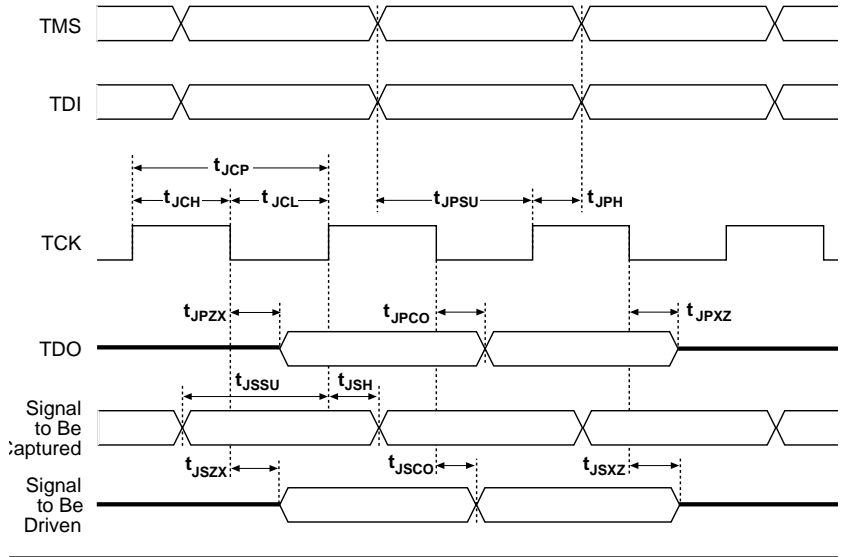 TMS
TDI
tJCP
tJCH
tJCL
tJPSU
tJPH
TCK
tJPZX
tJPCO
tJPXZ
TDO
tJSSU
tJSH
Signal
to Be
Captured
tJSZX
tJSCO
tJSXZ
Signal
to Be
Driven